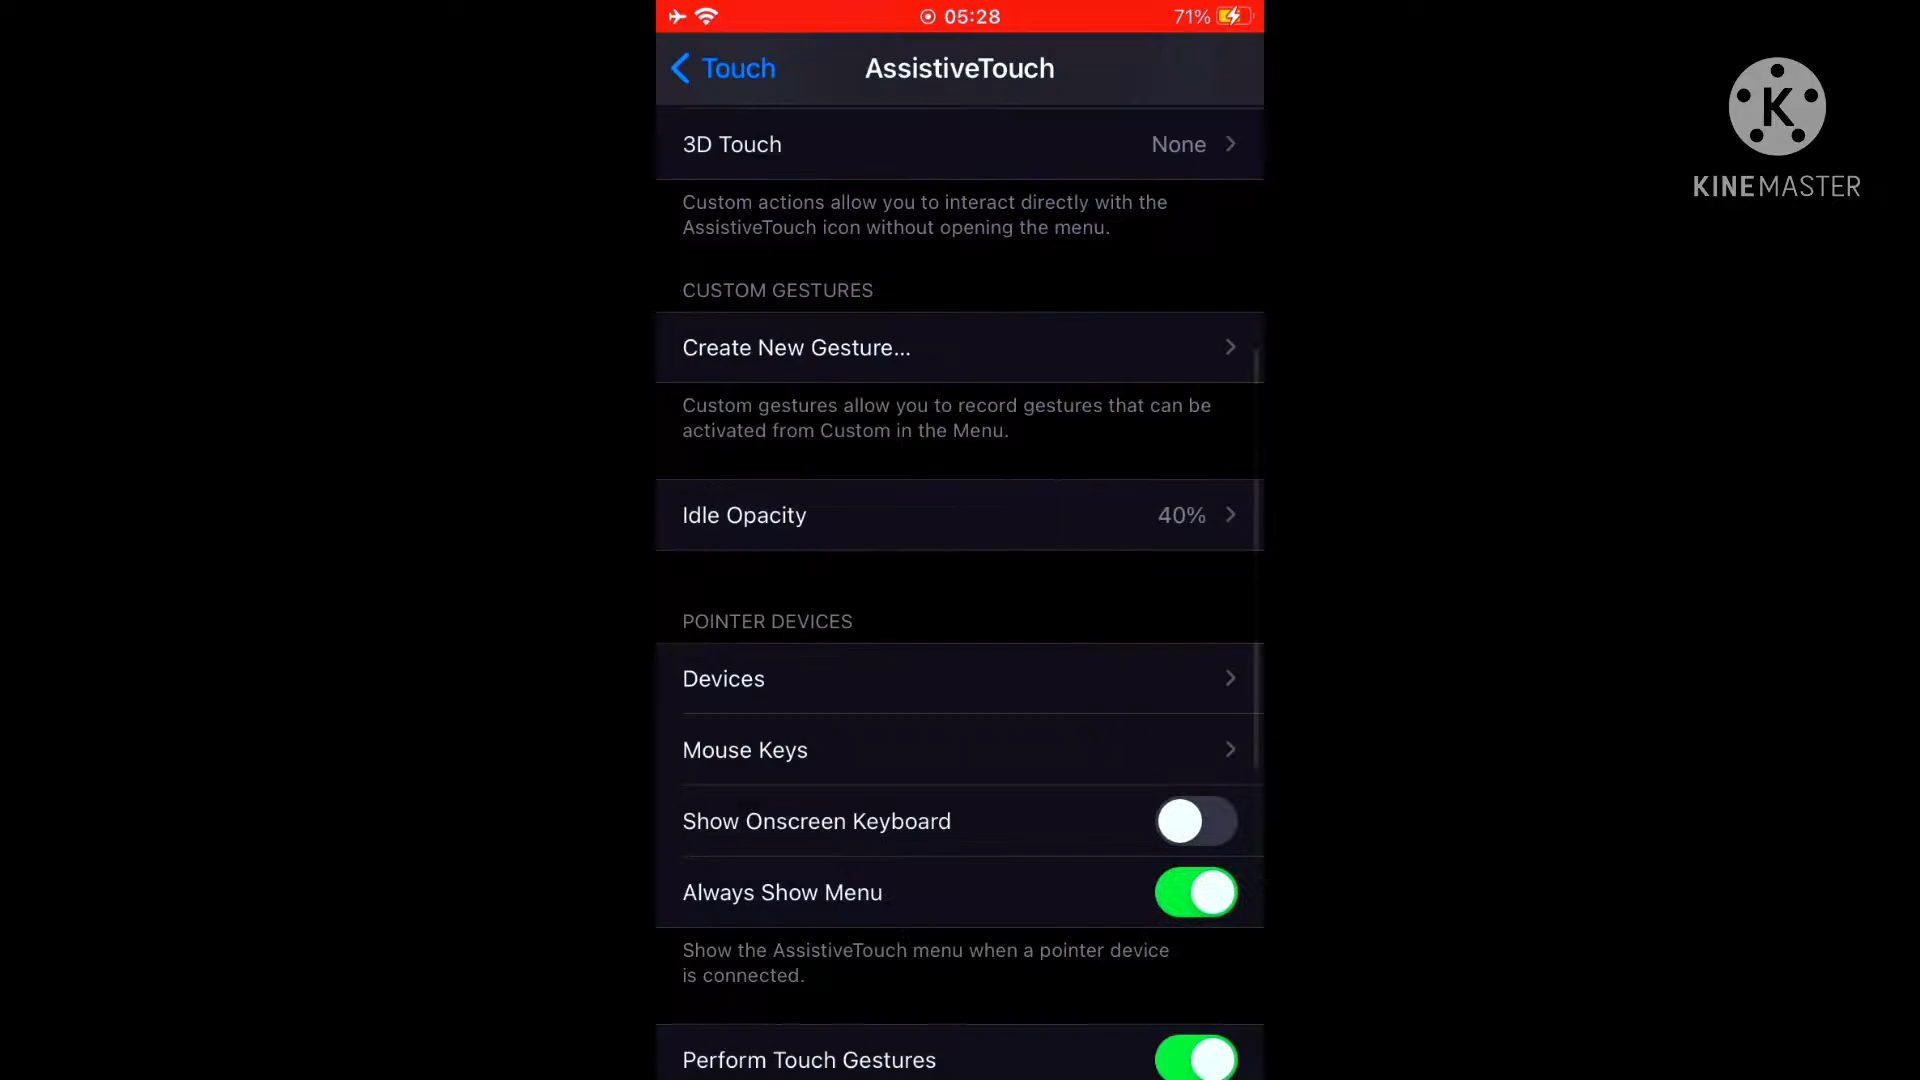 05:28
71%
Touch
AssistiveTouch
3D Touch
None
Custom actions allow you to interact directly with the
AssistiveTouch icon without opening the menu.
CUSTOM GESTURES
Create New Gesture...
Custom gestures allow you to record gestures that can be
activated from Custom in the Menu.
Idle Opacity
40%
POINTER DEVICES
Devices
Mouse Keys
Show Onscreen Keyboard
Always Show Menu
Show the AssistiveTouch menu when a pointer device
is connected.
Perform Touch Gestures
K
KINEMASTER